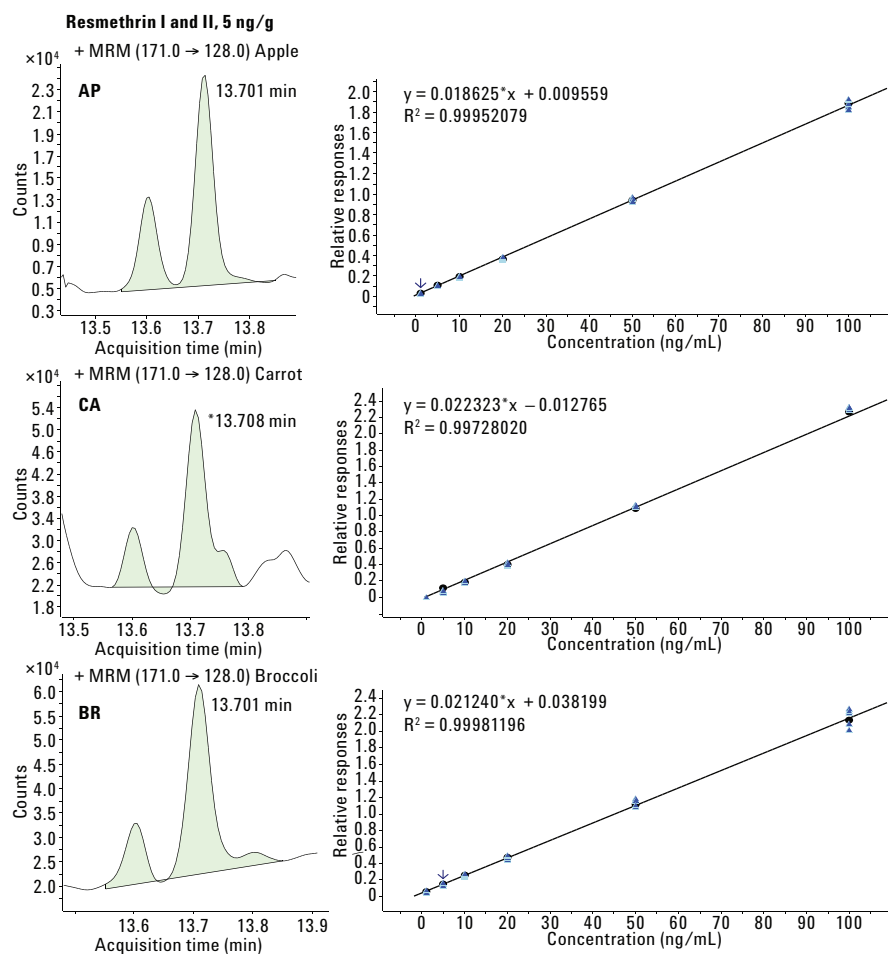 Resmethrin I and II, 5 ng/g
+ MRM (171.0 → 128.0) Apple
×10⁴
AP
13.701 min
2.3
2.1
1.9
1.7
1.5
1.3
1.1
0.9
0.7
0.5
0.3
Counts
13.5 13.6 13.7 13.8
Acquisition time (min)
y = 0.018625*x + 0.009559
R² = 0.99952079
Relative responses
2.0
1.8
1.6
1.4
1.2
1.0
0.8
0.6
0.4
0.2
0
0 10 20 30 40 50 60 70 80 90 100
Concentration (ng/mL)
+ MRM (171.0 → 128.0) Carrot
×10⁴
CA
*13.708 min
5.4
5.0
4.6
4.2
3.8
3.4
3.0
2.6
2.2
1.8
Counts
13.5 13.6 13.7 13.8
Acquisition time (min)
y = 0.022323*x − 0.012765
R² = 0.99728020
Relative responses
2.4
2.2
2.0
1.8
1.6
1.4
1.2
1.0
0.8
0.6
0.4
0.2
0
0 10 20 30 40 50 60 70 80 90 100
Concentration (ng/mL)
+ MRM (171.0 → 128.0) Broccoli
×10⁴
BR
13.701 min
6.0
5.5
5.0
4.5
4.0
3.5
3.0
2.5
2.0
Counts
13.6 13.7 13.8 13.9
Acquisition time (min)
y = 0.021240*x + 0.038199
R² = 0.99981196
Relative responses
2.4
2.2
2.0
1.8
1.6
1.4
1.2
1.0
0.8
0.6
0.4
0.2
0
0 10 20 30 40 50 60 70 80 90 100
Concentration (ng/mL)